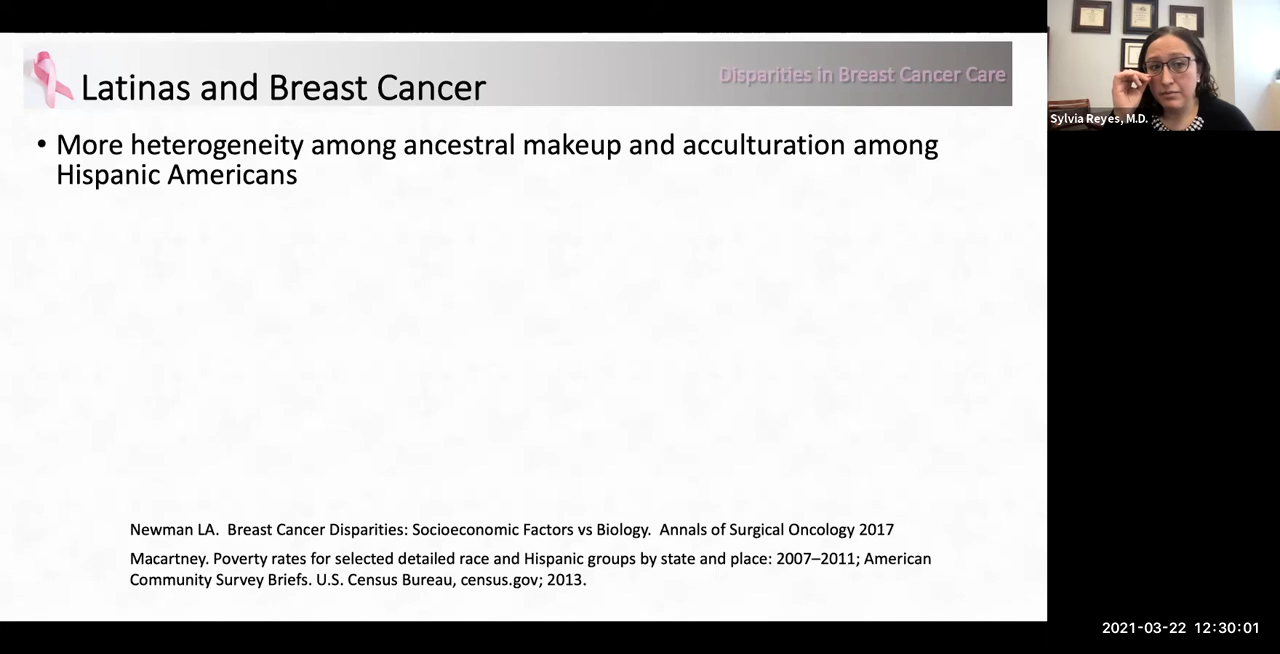 Latinas and Breast Cancer
Disparities in Breast Cancer Care
• More heterogeneity among ancestral makeup and acculturation among
Hispanic Americans
Newman LA. Breast Cancer Disparities: Socioeconomic Factors vs Biology. Annals of Surgical Oncology 2017
Macartney. Poverty rates for selected detailed race and Hispanic groups by state and place: 2007–2011; American
Community Survey Briefs. U.S. Census Bureau, census.gov; 2013.
Sylvia Reyes, M.D.
2021-03-22 12:30:01